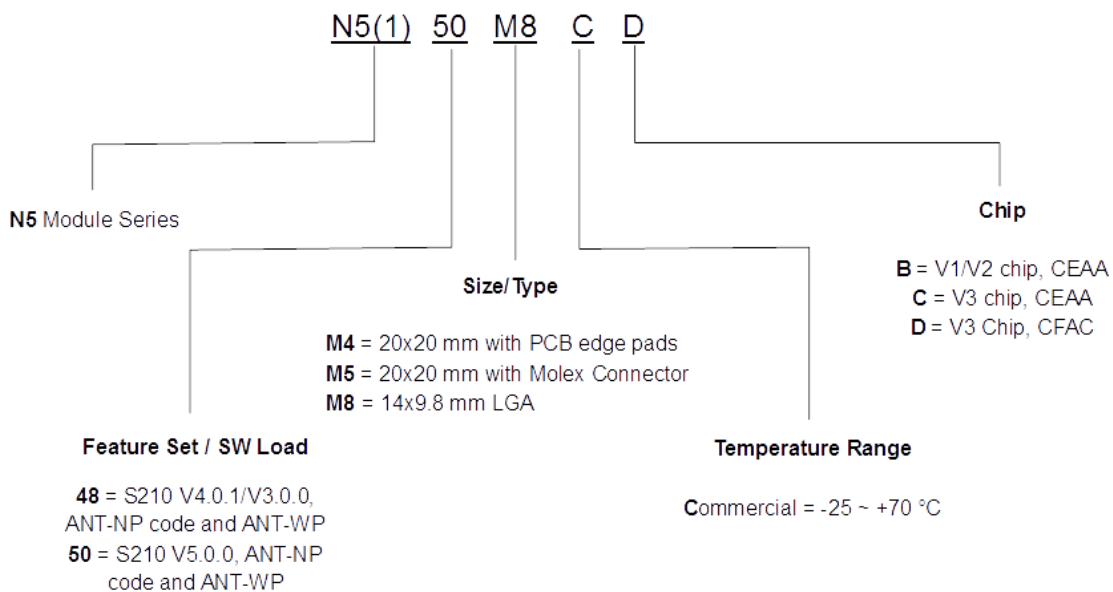 N5(1) 50 M8 C D
N5 Module Series
Chip
B = V1/V2 chip, CEAA
C = V3 chip, CEAA
D = V3 Chip, CFAC
Size/Type
M4 = 20x20 mm with PCB edge pads
M5 = 20x20 mm with Molex Connector
M8 = 14x9.8 mm LGA
Feature Set / SW Load
48 = S210 V4.0.1/V3.0.0,
ANT-NP code and ANT-WP
50 = S210 V5.0.0, ANT-NP
code and ANT-WP
Temperature Range
Commercial = -25 ~ +70 °C